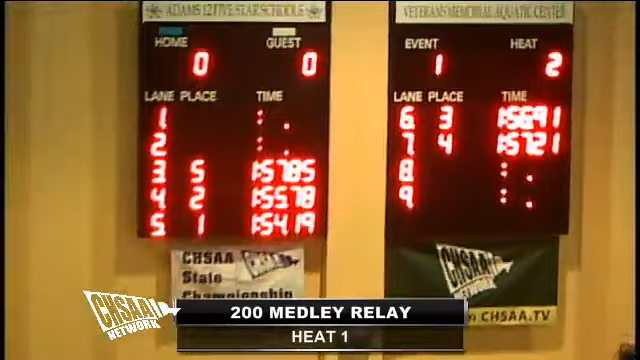 ADAMS 12 FIVE STAR SCHOOLS
HOME GUEST
0 0
LANE PLACE TIME
1 : .
2 : .
3 5 1:57.85
4 2 1:55.78
5 1 1:54.19
VETERANS MEMORIAL AQUATIC CENTER
EVENT HEAT
1 2
LANE PLACE TIME
6 3 1:56.91
7 4 1:57.21
8 : .
9 : .
CHSAA
State
Championship
CHSAA
NETWORK
on CHSAA.TV
CHSAA
NETWORK
200 MEDLEY RELAY
HEAT 1